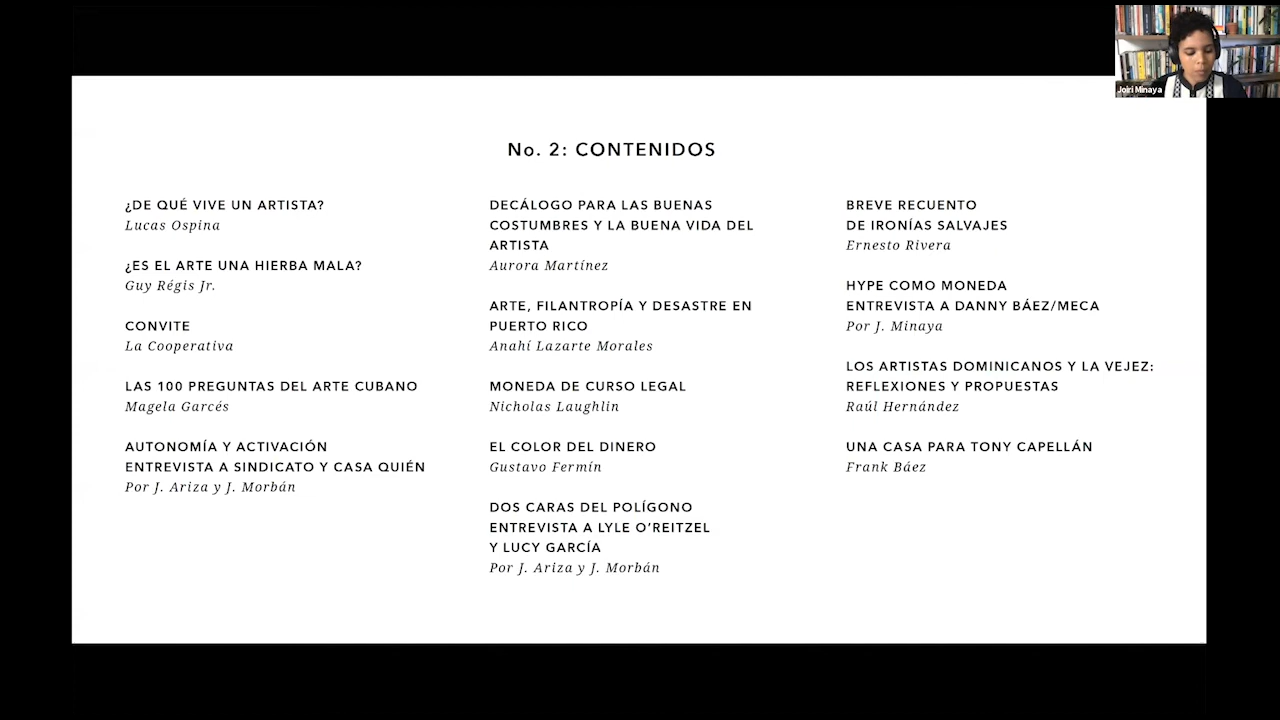 No. 2: CONTENIDOS
¿DE QUÉ VIVE UN ARTISTA?
Lucas Ospina
¿ES EL ARTE UNA HIERBA MALA?
Guy Régis Jr.
CONVITE
La Cooperativa
LAS 100 PREGUNTAS DEL ARTE CUBANO
Magela Garcés
AUTONOMÍA Y ACTIVACIÓN
ENTREVISTA A SINDICATO Y CASA QUIÉN
Por J. Ariza y J. Morbán
DECÁLOGO PARA LAS BUENAS
COSTUMBRES Y LA BUENA VIDA DEL
ARTISTA
Aurora Martínez
ARTE, FILANTROPÍA Y DESASTRE EN
PUERTO RICO
Anahí Lazarte Morales
MONEDA DE CURSO LEGAL
Nicholas Laughlin
EL COLOR DEL DINERO
Gustavo Fermín
DOS CARAS DEL POLÍGONO
ENTREVISTA A LYLE O’REITZEL
Y LUCY GARCÍA
Por J. Ariza y J. Morbán
BREVE RECUENTO
DE IRONÍAS SALVAJES
Ernesto Rivera
HYPE COMO MONEDA
ENTREVISTA A DANNY BÁEZ/MECA
Por J. Minaya
LOS ARTISTAS DOMINICANOS Y LA VEJEZ:
REFLEXIONES Y PROPUESTAS
Raúl Hernández
UNA CASA PARA TONY CAPELLÁN
Frank Báez
Joiri Minaya